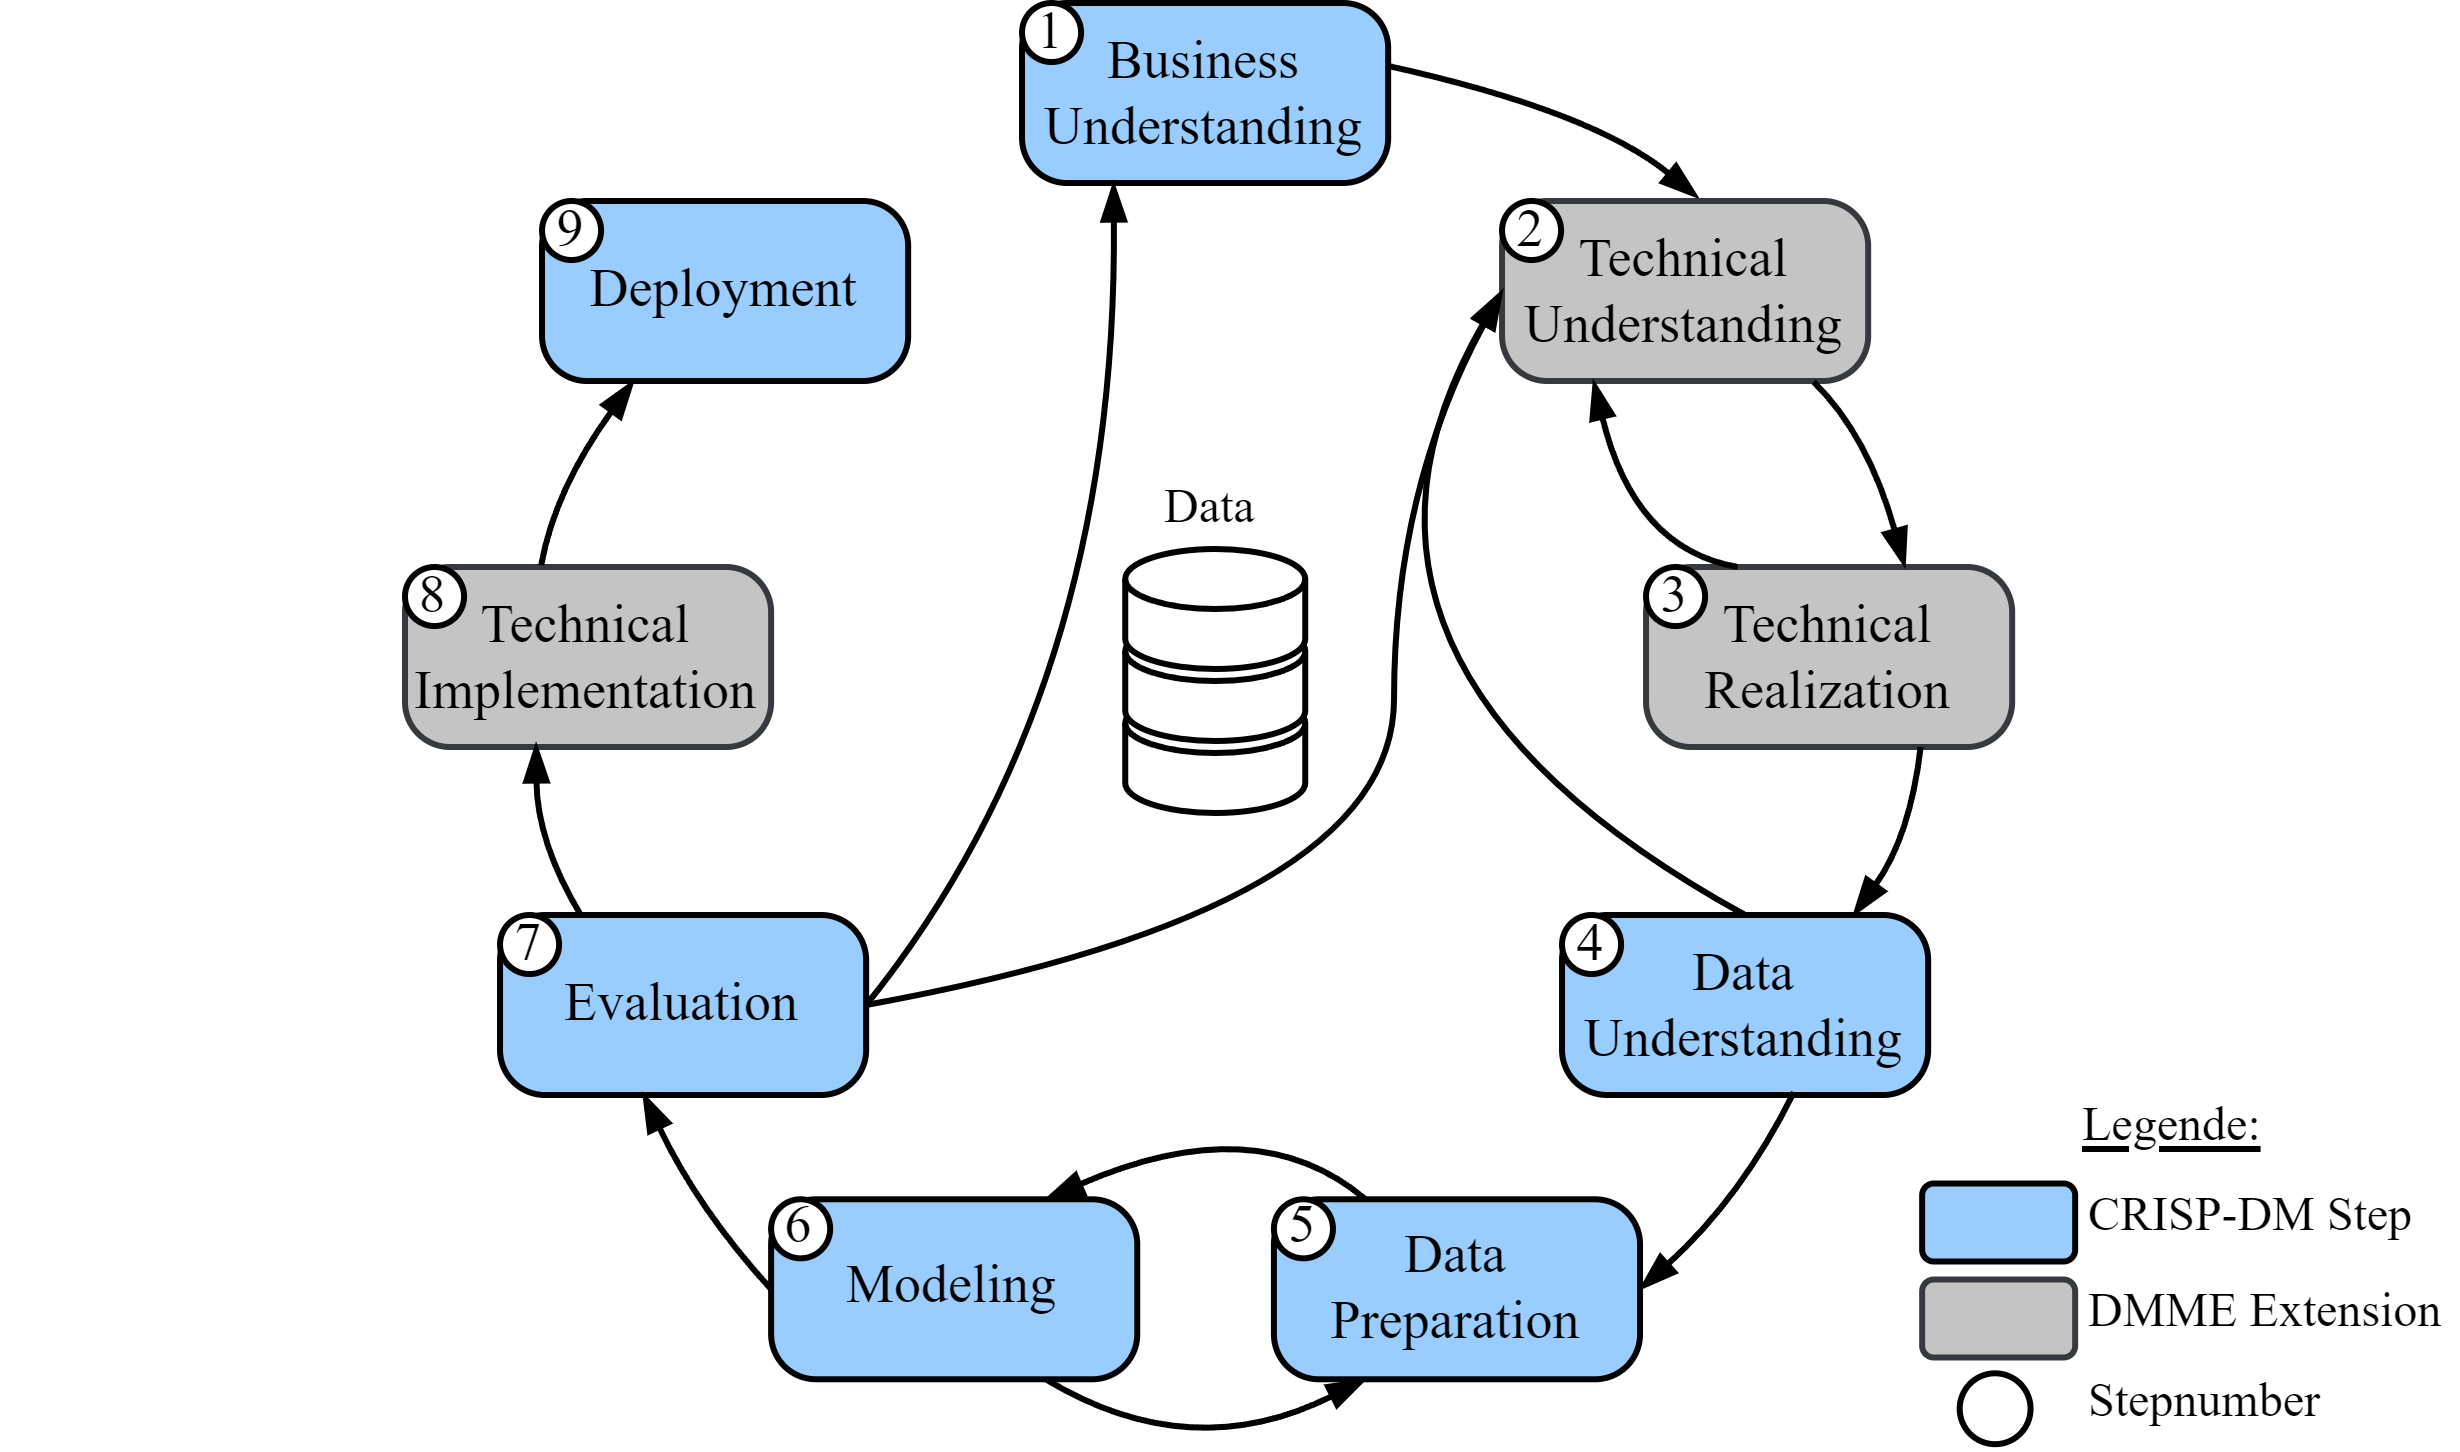 1
Business
Understanding
2
Technical
Understanding
3
Technical
Realization
4
Data
Understanding
5
Data
Preparation
6
Modeling
7
Evaluation
8
Technical
Implementation
9
Deployment
Data
Legende:
CRISP-DM Step
DMME Extension
Stepnumber